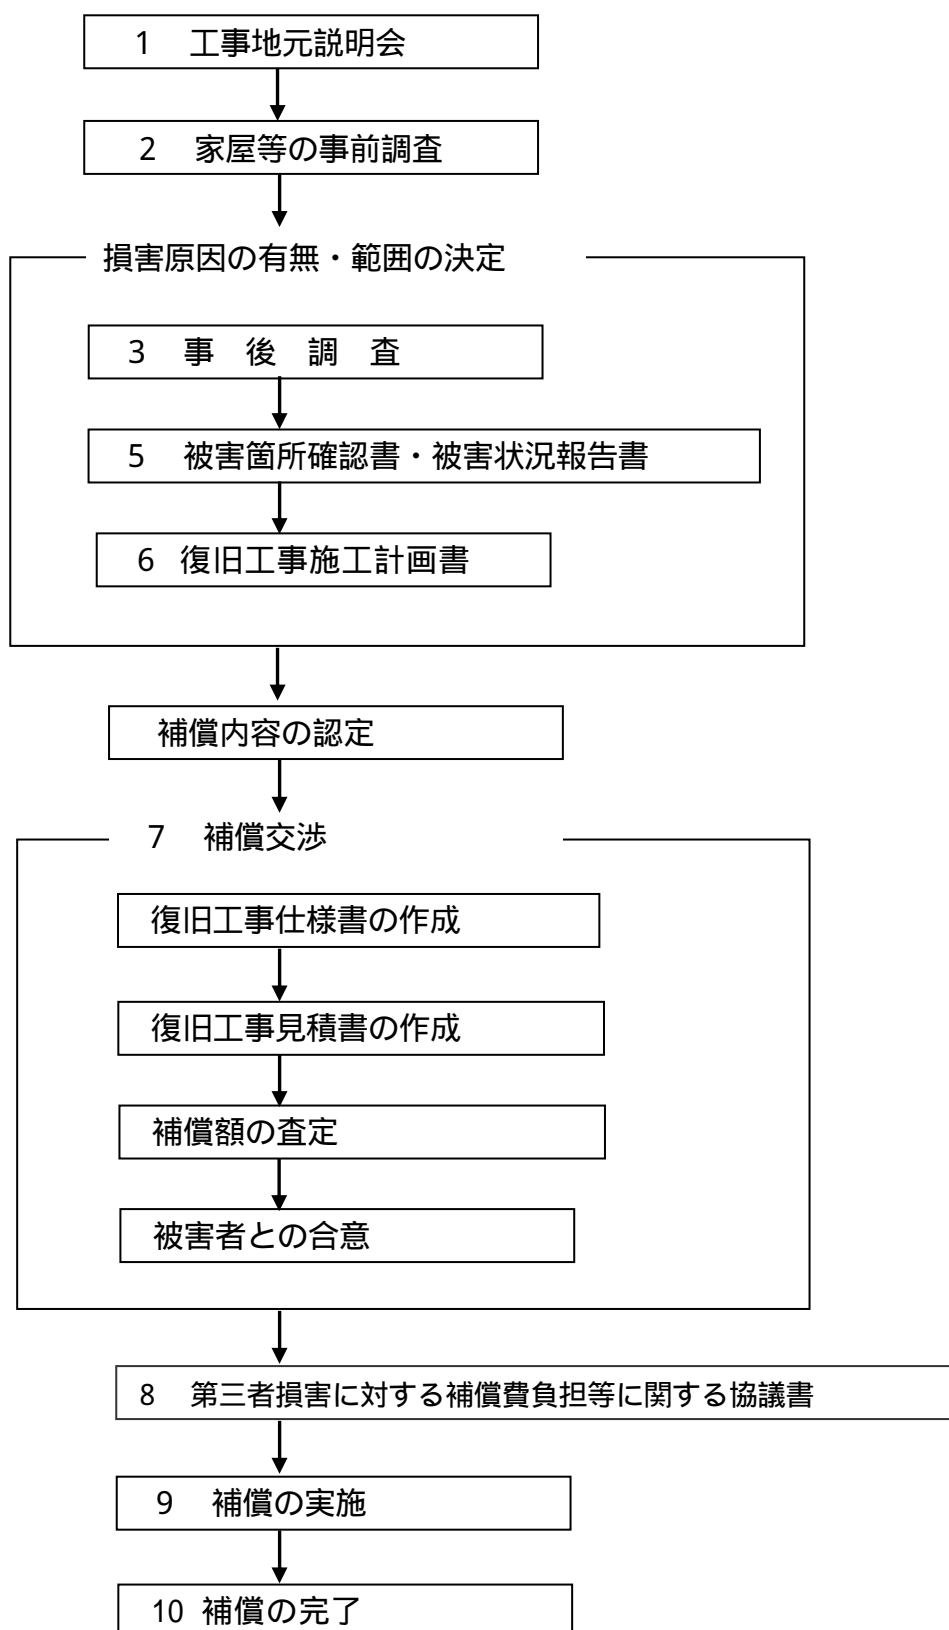 1 工事地元説明会
2 家屋等の事前調査
損害原因の有無・範囲の決定
3 事 後 調 査
5 被害箇所確認書・被害状況報告書
6 復旧工事施工計画書
補償内容の認定
7 補償交渉
復旧工事仕様書の作成
復旧工事見積書の作成
補償額の査定
被害者との合意
8 第三者損害に対する補償費負担等に関する協議書
9 補償の実施
10 補償の完了